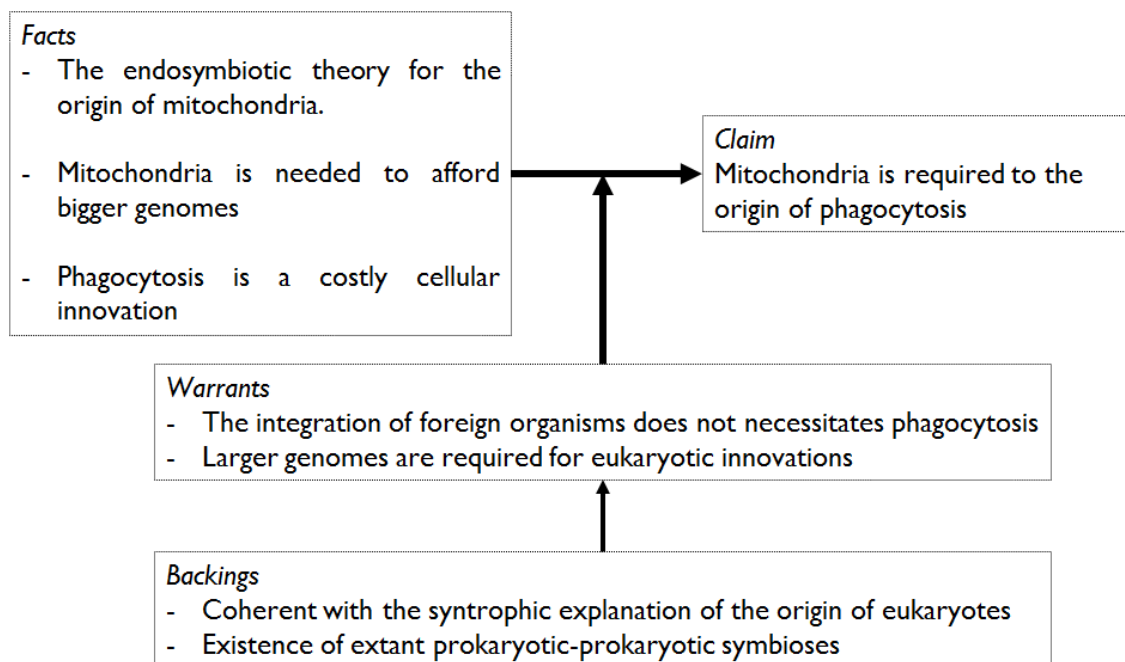 Facts
- The endosymbiotic theory for the
origin of mitochondria.
- Mitochondria is needed to afford
bigger genomes
- Phagocytosis is a costly cellular
innovation
Claim
Mitochondria is required to the
origin of phagocytosis
Warrants
- The integration of foreign organisms does not necessitates phagocytosis
- Larger genomes are required for eukaryotic innovations
Backings
- Coherent with the syntrophic explanation of the origin of eukaryotes
- Existence of extant prokaryotic-prokaryotic symbioses